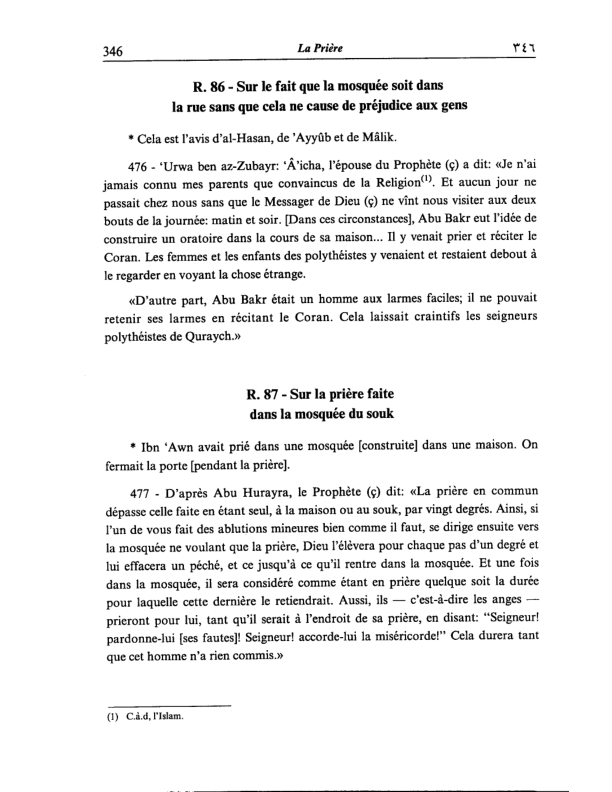 346 La Prière ٣٤٦
R. 86 - Sur le fait que la mosquée soit dans
la rue sans que cela ne cause de préjudice aux gens
* Cela est l'avis d'al-Hasan, de 'Ayyûb et de Mâlik.
476 - ‘Urwa ben az-Zubayr: ‘Â'icha, l'épouse du Prophète (ç) a dit: «Je n'ai
jamais connu mes parents que convaincus de la Religion(1). Et aucun jour ne
passait chez nous sans que le Messager de Dieu (ç) ne vînt nous visiter aux deux
bouts de la journée: matin et soir. [Dans ces circonstances], Abu Bakr eut l'idée de
construire un oratoire dans la cours de sa maison... Il y venait prier et réciter le
Coran. Les femmes et les enfants des polythéistes y venaient et restaient debout à
le regarder en voyant la chose étrange.
«D'autre part, Abu Bakr était un homme aux larmes faciles; il ne pouvait
retenir ses larmes en récitant le Coran. Cela laissait craintifs les seigneurs
polythéistes de Quraych.»
R. 87 - Sur la prière faite
dans la mosquée du souk
* Ibn ‘Awn avait prié dans une mosquée [construite] dans une maison. On
fermait la porte [pendant la prière].
477 - D'après Abu Hurayra, le Prophète (ç) dit: «La prière en commun
dépasse celle faite en étant seul, à la maison ou au souk, par vingt degrés. Ainsi, si
l'un de vous fait des ablutions mineures bien comme il faut, se dirige ensuite vers
la mosquée ne voulant que la prière, Dieu l'élèvera pour chaque pas d'un degré et
lui effacera un péché, et ce jusqu'à ce qu'il rentre dans la mosquée. Et une fois
dans la mosquée, il sera considéré comme étant en prière quelque soit la durée
pour laquelle cette dernière le retiendrait. Aussi, ils — c'est-à-dire les anges —
prieront pour lui, tant qu'il serait à l'endroit de sa prière, en disant: “Seigneur!
pardonne-lui [ses fautes]! Seigneur! accorde-lui la miséricorde!” Cela durera tant
que cet homme n'a rien commis.»
(1) C.à.d, l'Islam.